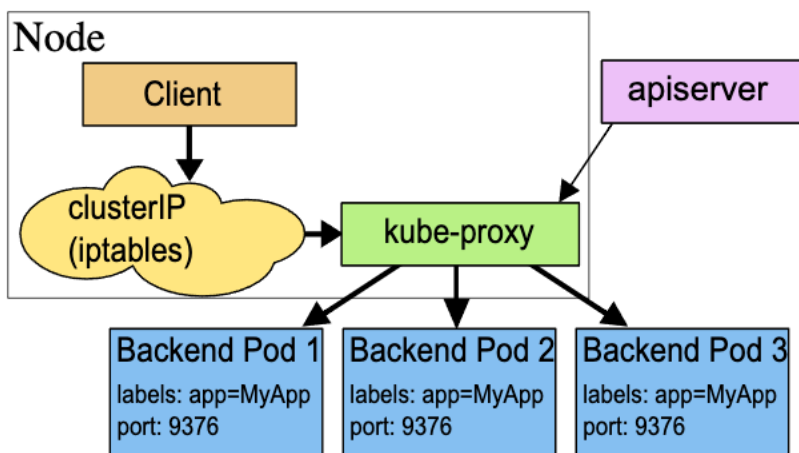 Node
Client
apiserver
clusterIP
(iptables)
kube-proxy
Backend Pod 1
labels: app=MyApp
port: 9376
Backend Pod 2
labels: app=MyApp
port: 9376
Backend Pod 3
labels: app=MyApp
port: 9376